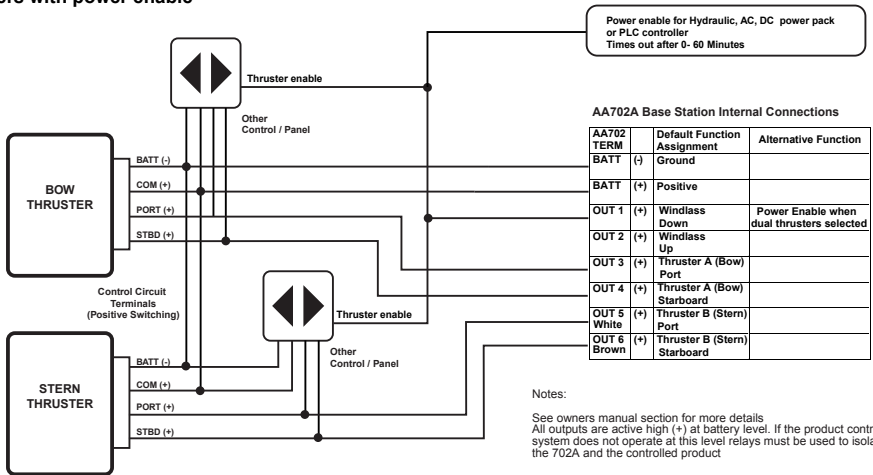 ers with power enable
Power enable for Hydraulic, AC, DC power pack
or PLC controller
Times out after 0- 60 Minutes
Thruster enable
Other
Control / Panel
BOW
THRUSTER
BATT (-)
COM (+)
PORT (+)
STBD (+)
Control Circuit
Terminals
(Positive Switching)
Thruster enable
Other
Control / Panel
STERN
THRUSTER
BATT (-)
COM (+)
PORT (+)
STBD (+)
AA702A Base Station Internal Connections
AA702 TERM Default Function Assignment Alternative Function
BATT (-) Ground
BATT (+) Positive
OUT 1 (+) Windlass Down Power Enable when dual thrusters selected
OUT 2 (+) Windlass Up
OUT 3 (+) Thruster A (Bow) Port
OUT 4 (+) Thruster A (Bow) Starboard
OUT 5 White (+) Thruster B (Stern) Port
OUT 6 Brown (+) Thruster B (Stern) Starboard
Notes:
See owners manual section for more details
All outputs are active high (+) at battery level. If the product contr
system does not operate at this level relays must be used to isola
the 702A and the controlled product